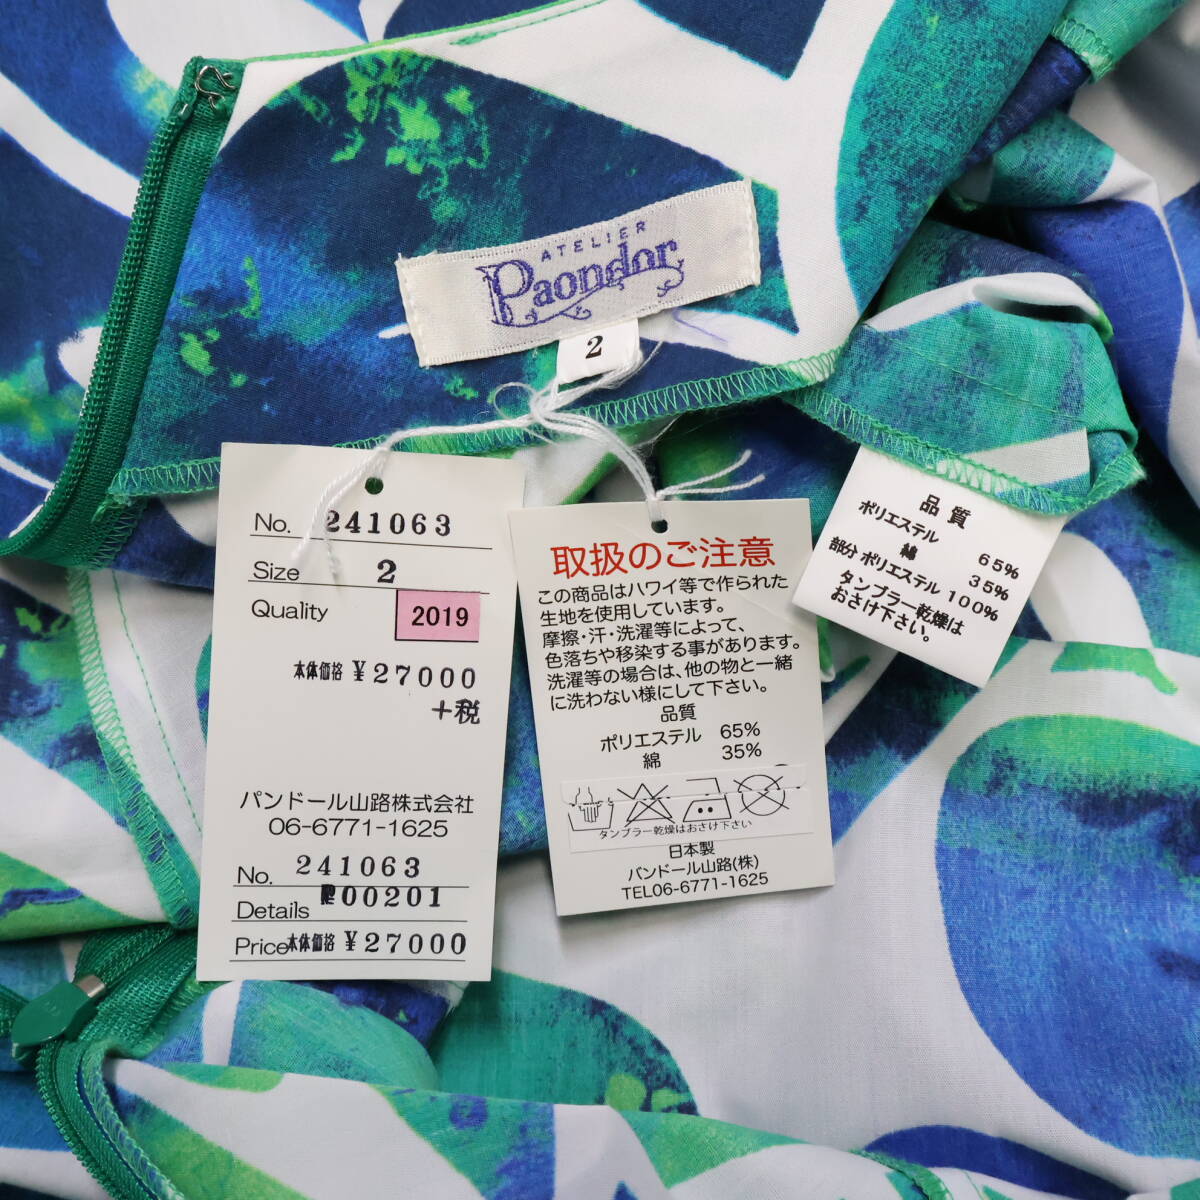 ATELIER
Paondor
2
No. 241063
Size 2
Quality 2019
本体価格 ¥27000
+税
パンドール山路株式会社
06-6771-1625
No. 241063
Details 00201
Price本体価格 ¥27000
取扱のご注意
この商品はハワイ等で作られた
生地を使用しています。
摩擦・汗・洗濯等によって、
色落ちや移染する事があります。
洗濯等の場合は、他の物と一緒
に洗わない様にして下さい。
品質
ポリエステル 65%
綿 35%
タンブラー乾燥はおさけ下さい
日本製
パンドール山路(株)
TEL06-6771-1625
品質
ポリエステル 65%
綿 35%
部分 ポリエステル 100%
タンブラー乾燥は
おさけ下さい。